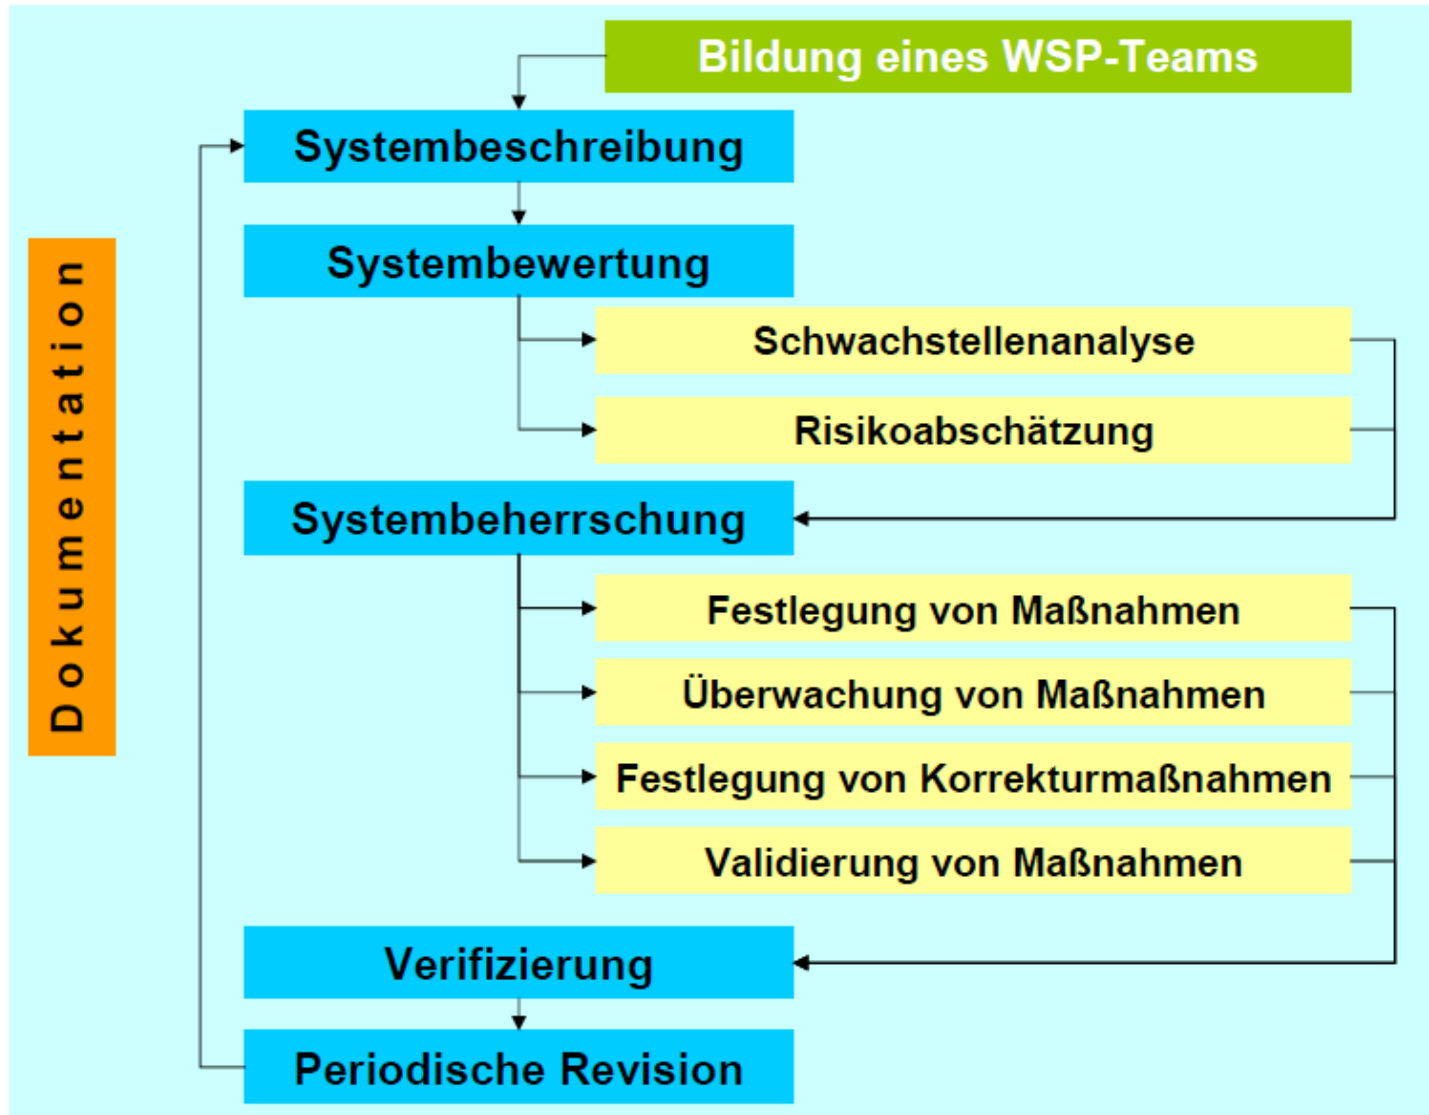 Bildung eines WSP-Teams
Systembeschreibung
Systembewertung
Schwachstellenanalyse
Risikoabschätzung
Systembeherrschung
Festlegung von Maßnahmen
Überwachung von Maßnahmen
Festlegung von Korrekturmaßnahmen
Validierung von Maßnahmen
Verifizierung
Periodische Revision
Dokumentation